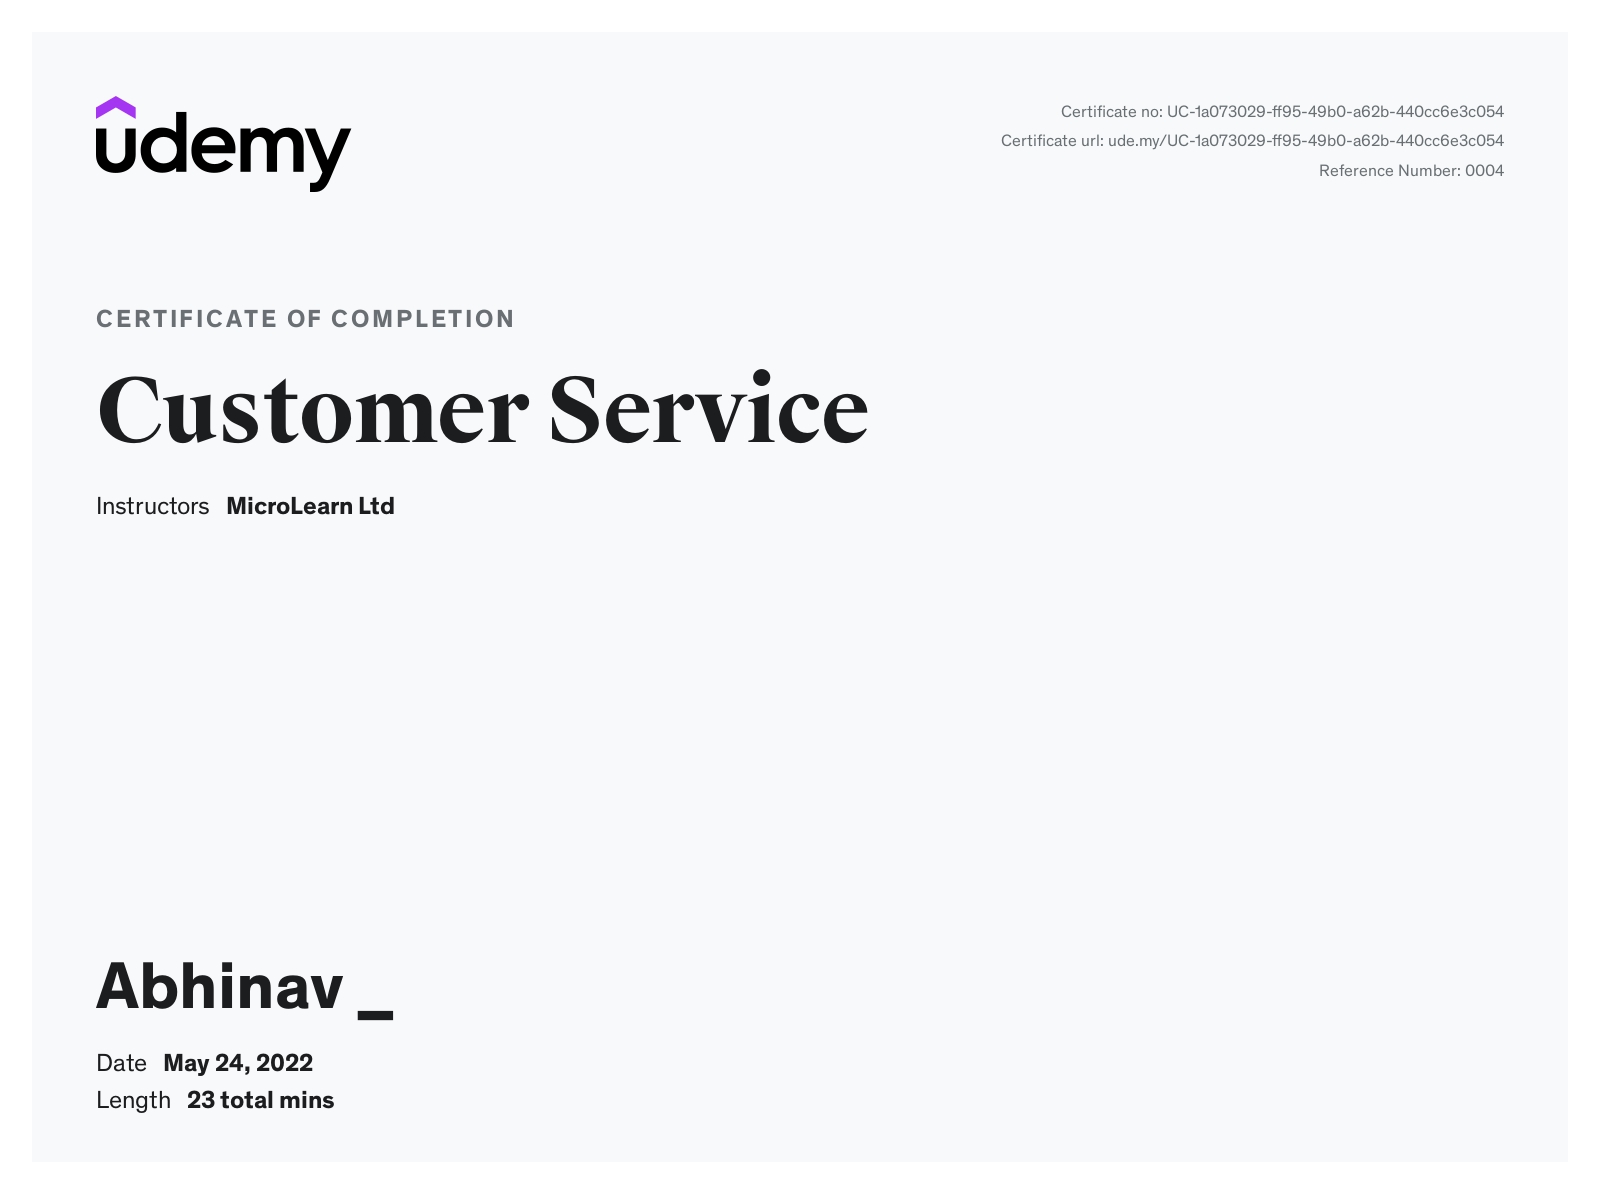 udemy
Certificate no: UC-1a073029-ff95-49b0-a62b-440cc6e3c054
Certificate url: ude.my/UC-1a073029-ff95-49b0-a62b-440cc6e3c054
Reference Number: 0004
CERTIFICATE OF COMPLETION
Customer Service
Instructors MicroLearn Ltd
Abhinav _
Date May 24, 2022
Length 23 total mins